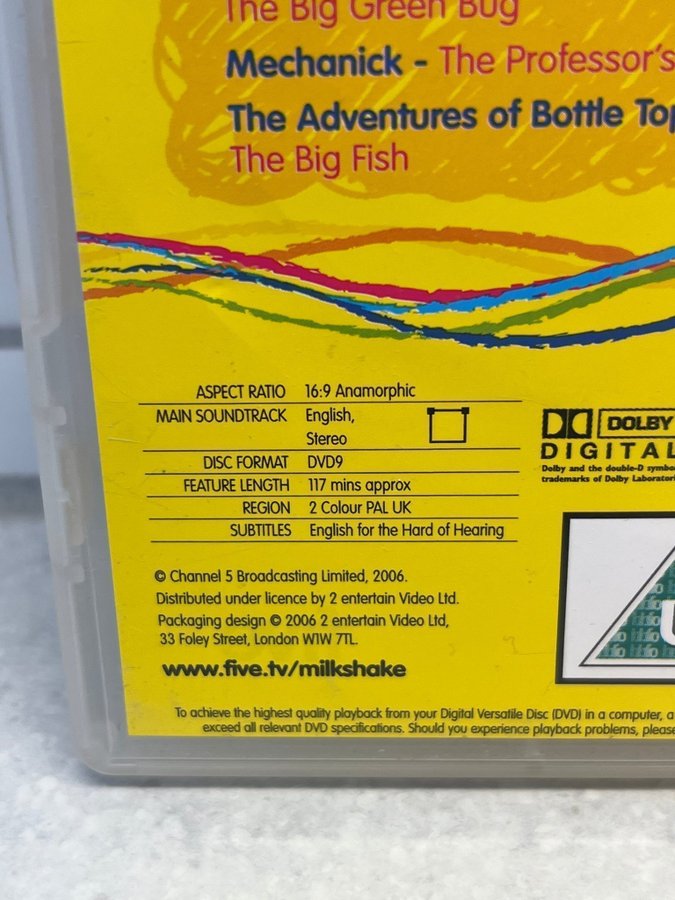 The Big Green Bug
Mechanick - The Professor's
The Adventures of Bottle Top
The Big Fish
ASPECT RATIO 16:9 Anamorphic
MAIN SOUNDTRACK English,
Stereo
DISC FORMAT DVD9
FEATURE LENGTH 117 mins approx
REGION 2 Colour PAL UK
SUBTITLES English for the Hard of Hearing
DOLBY
DIGITAL
Dolby and the double-D symbol
trademarks of Dolby Laboratories
© Channel 5 Broadcasting Limited, 2006.
Distributed under licence by 2 entertain Video Ltd.
Packaging design © 2006 2 entertain Video Ltd,
33 Foley Street, London W1W 7TL.
www.five.tv/milkshake
U
To achieve the highest quality playback from your Digital Versatile Disc (DVD) in a computer, a
exceed all relevant DVD specifications. Should you experience playback problems, please